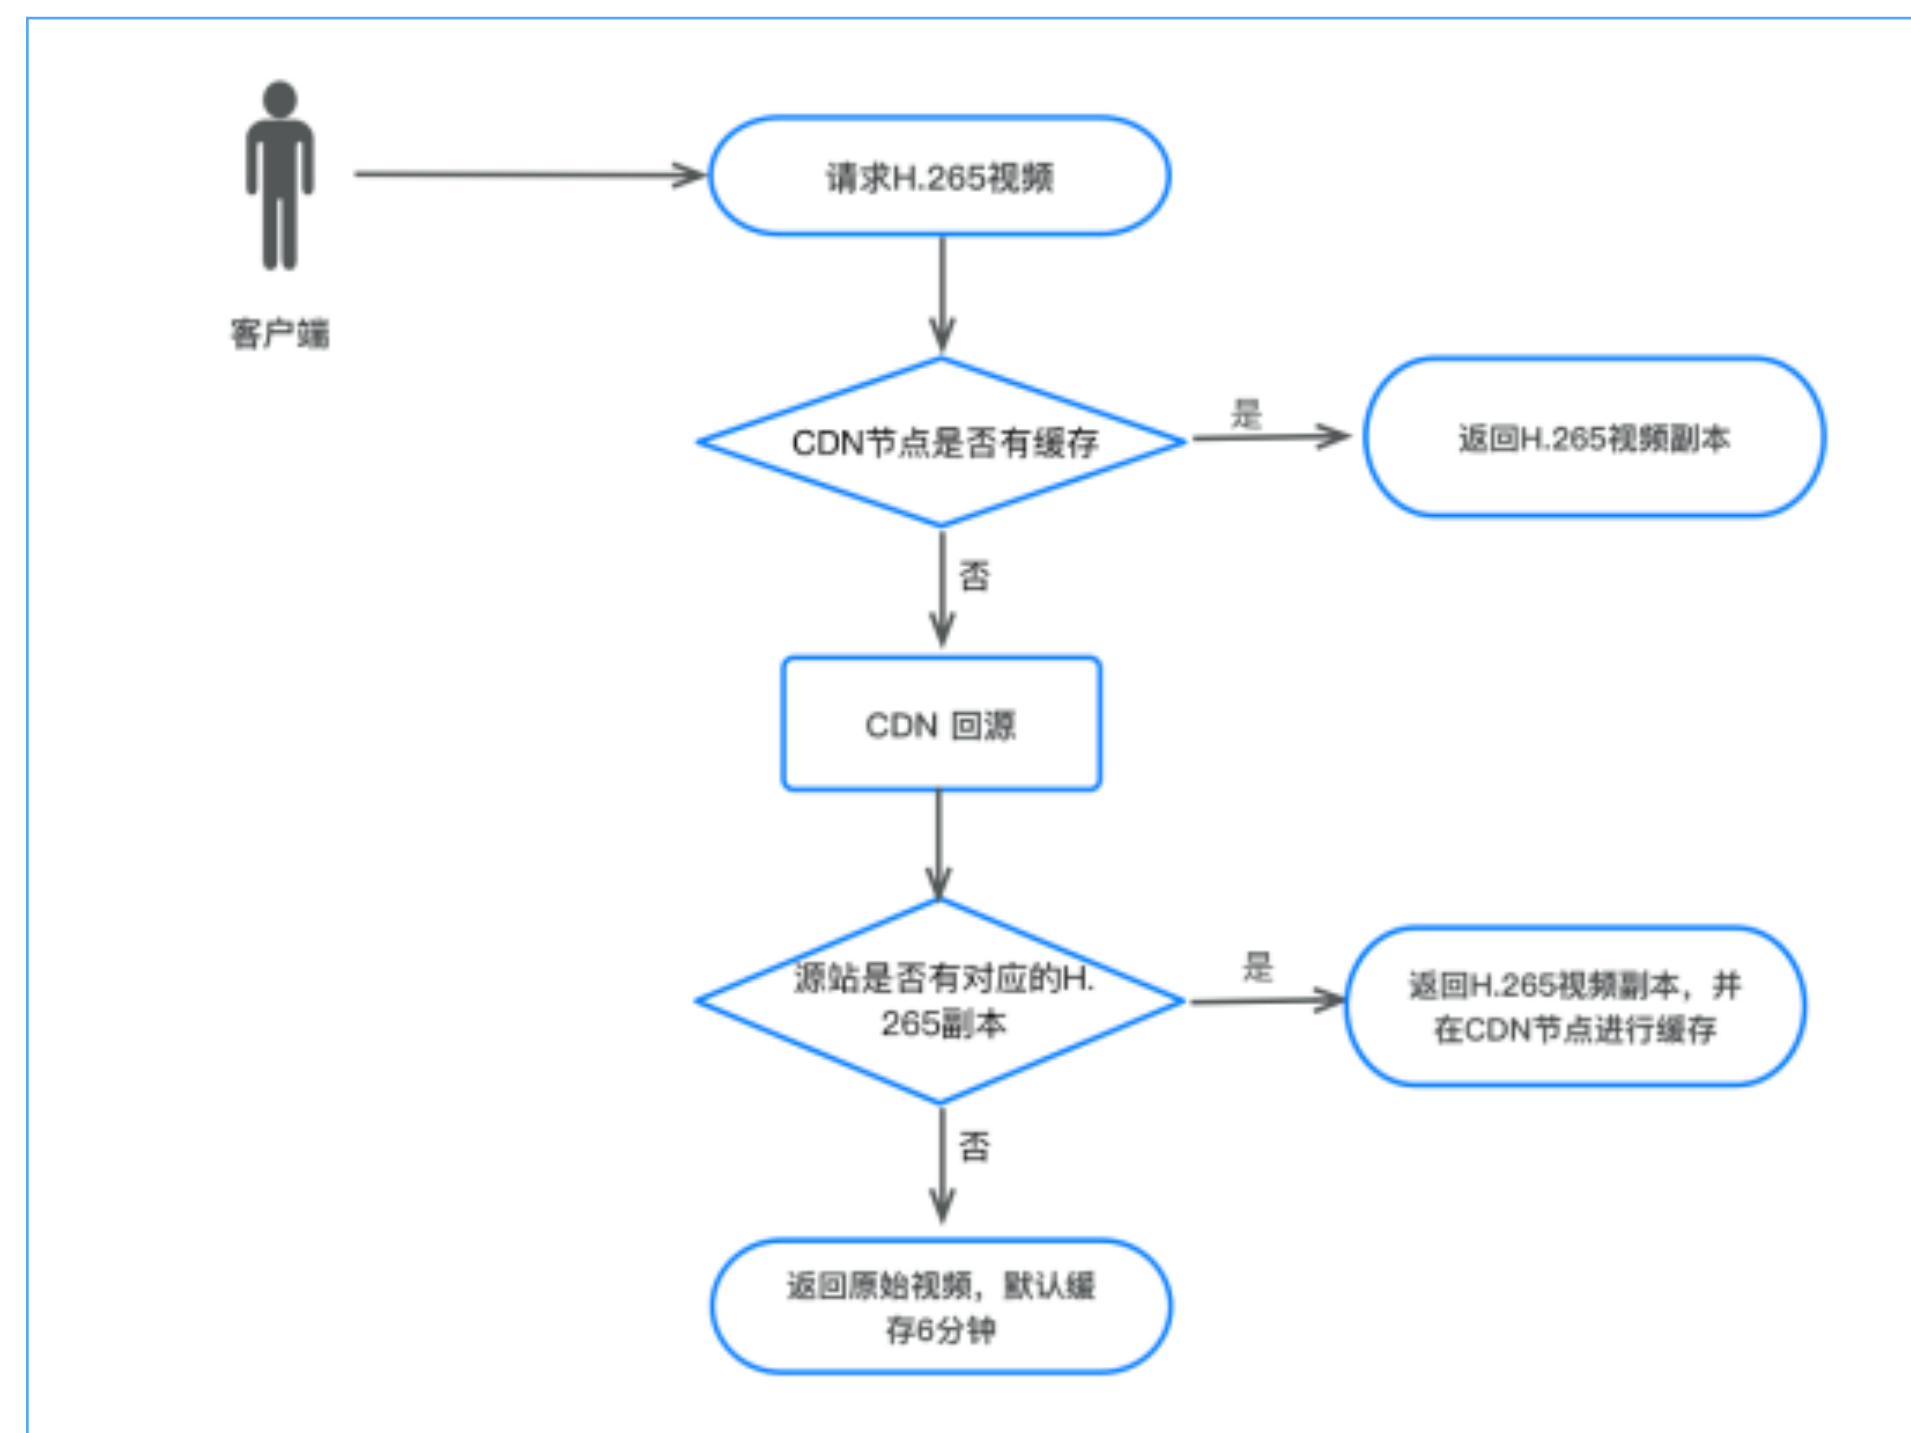 请求H.265视频
客户端
CDN节点是否有缓存
是
返回H.265视频副本
否
CDN 回源
源站是否有对应的H.
265副本
是
返回H.265视频副本，并
在CDN节点进行缓存
否
返回原始视频，默认缓
存6分钟